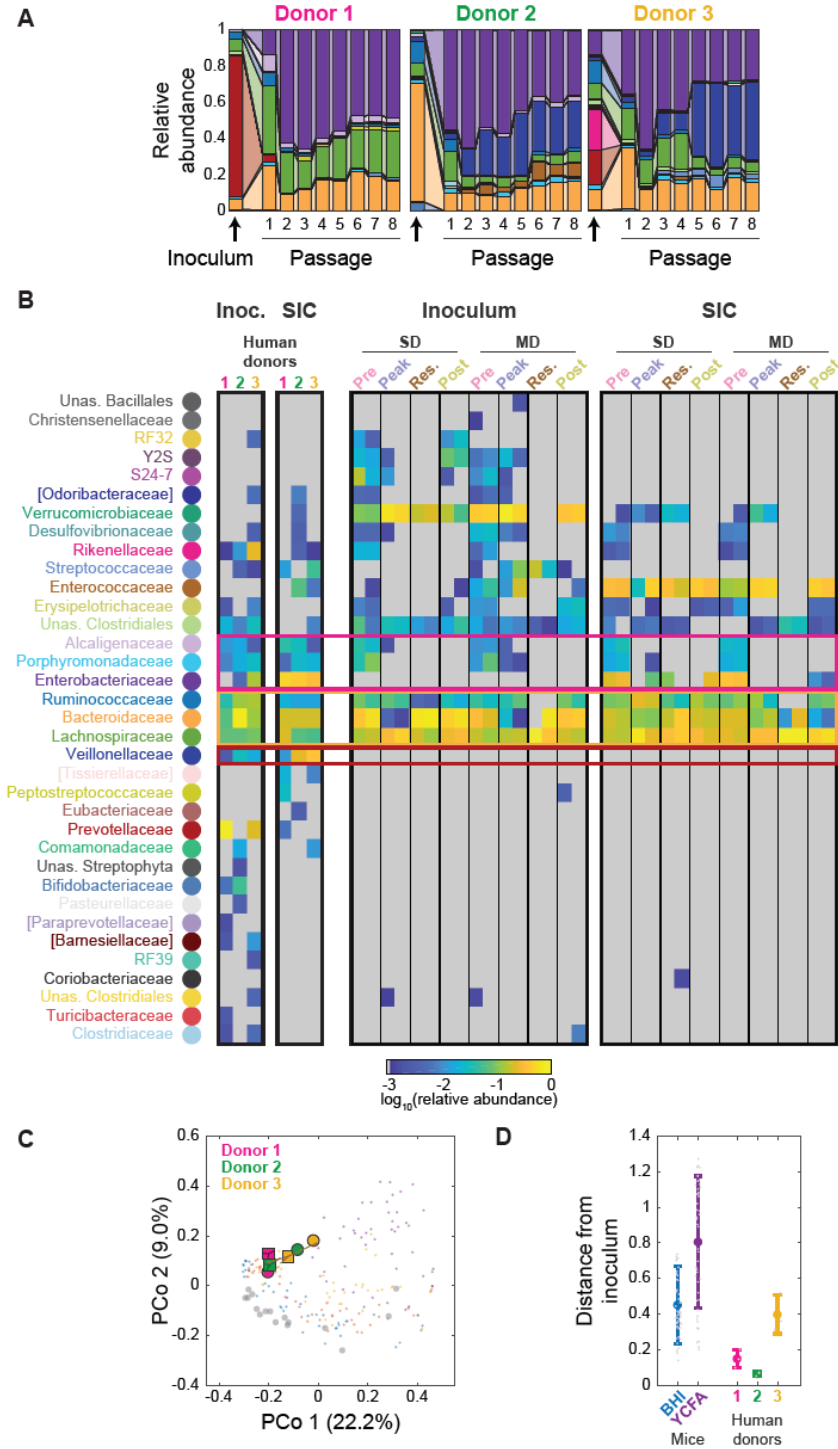 A
Donor 1 Donor 2 Donor 3
Relative
abundance
1
0.8
0.6
0.4
0.2
0
1 2 3 4 5 6 7 8 1 2 3 4 5 6 7 8 1 2 3 4 5 6 7 8
Inoculum Passage Passage Passage
B
Inoc. SIC Inoculum SIC
Human
donors
SD MD SD MD
1 2 3 1 2 3 Pre Peak Res. Post Pre Peak Res. Post Pre Peak Res. Post Pre Peak Res. Post
Unas. Bacillales
Christensenellaceae
RF32
Y2S
S24-7
[Odoribacteraceae]
Verrucomicrobiaceae
Desulfovibrionaceae
Rikenellaceae
Streptococcaceae
Enterococcaceae
Erysipelotrichaceae
Unas. Clostridiales
Alcaligenaceae
Porphyromonadaceae
Enterobacteriaceae
Ruminococcaceae
Bacteroidaceae
Lachnospiraceae
Veillonellaceae
[Tissierellaceae]
Peptostreptococcaceae
Eubacteriaceae
Prevotellaceae
Comamonadaceae
Unas. Streptophyta
Bifidobacteriaceae
Pasteurellaceae
[Paraprevotellaceae]
[Barnesiellaceae]
RF39
Coriobacteriaceae
Unas. Clostridiales
Turicibacteraceae
Clostridiaceae
-3 -2 -1 0
log10(relative abundance)
C
Donor 1
Donor 2
Donor 3
PCo 2 (9.0%)
0.6
0.4
0.2
0
-0.2
-0.4
-0.4 -0.2 0 0.2 0.4
PCo 1 (22.2%)
D
Distance from
inoculum
1.4
1.2
1
0.8
0.6
0.4
0.2
0
BHI YCFA 1 2 3
Mice Human
donors